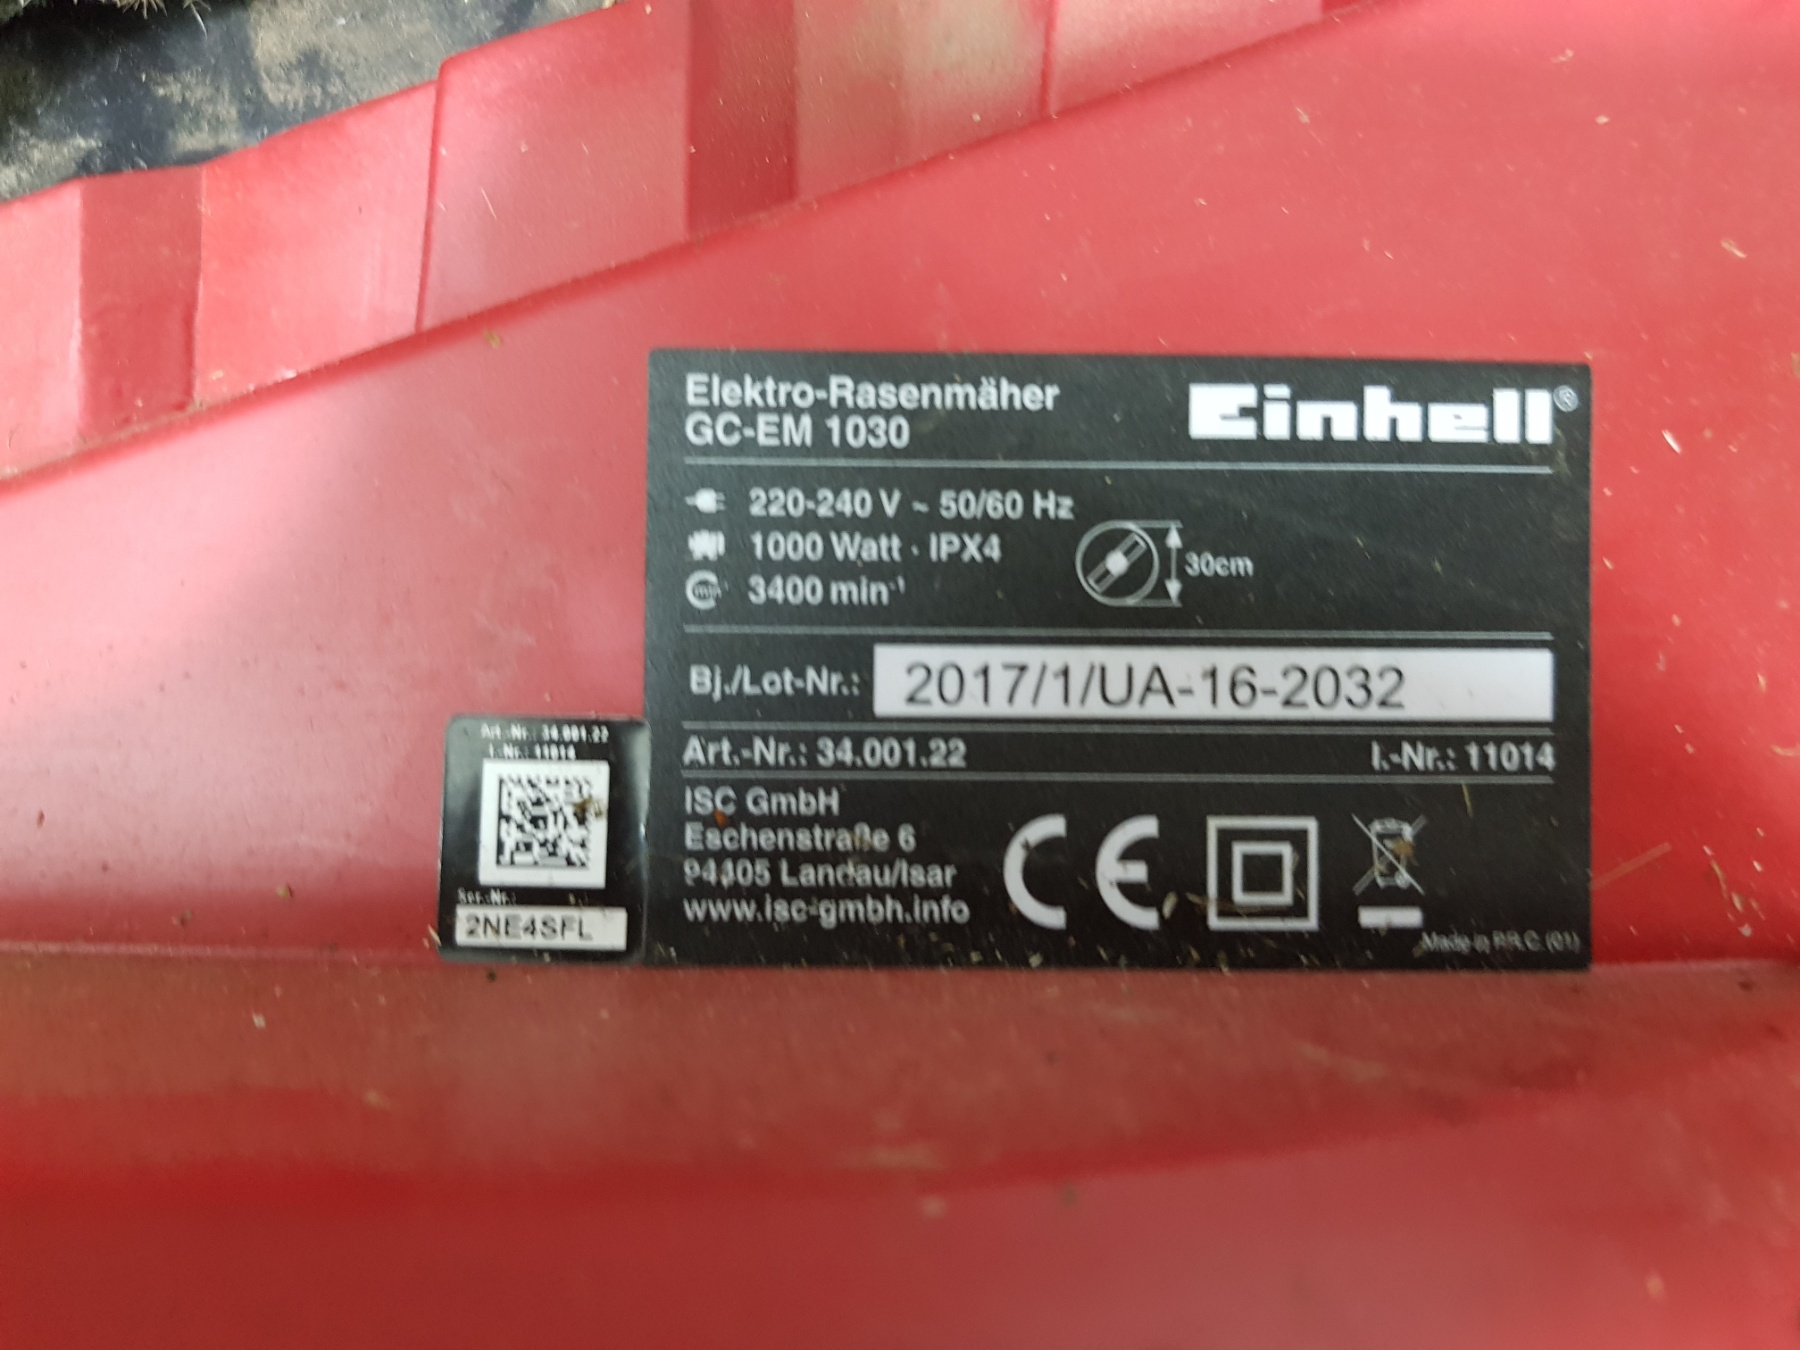 Elektro-Rasenmäher
GC-EM 1030
Einhell®
220-240 V ~ 50/60 Hz
1000 Watt · IPX4
3400 min⁻¹
30cm
Bj./Lot-Nr.: 2017/1/UA-16-2032
Art.-Nr.: 34.001.22 I.-Nr.: 11014
ISC GmbH
Eschenstraße 6
94405 Landau/Isar
www.isc-gmbh.info
CE
Made in P.R.C. (01)
Art.-Nr.: 34.001.22
I.-Nr.: 11014
Ser.-Nr.:
2NE4SFL